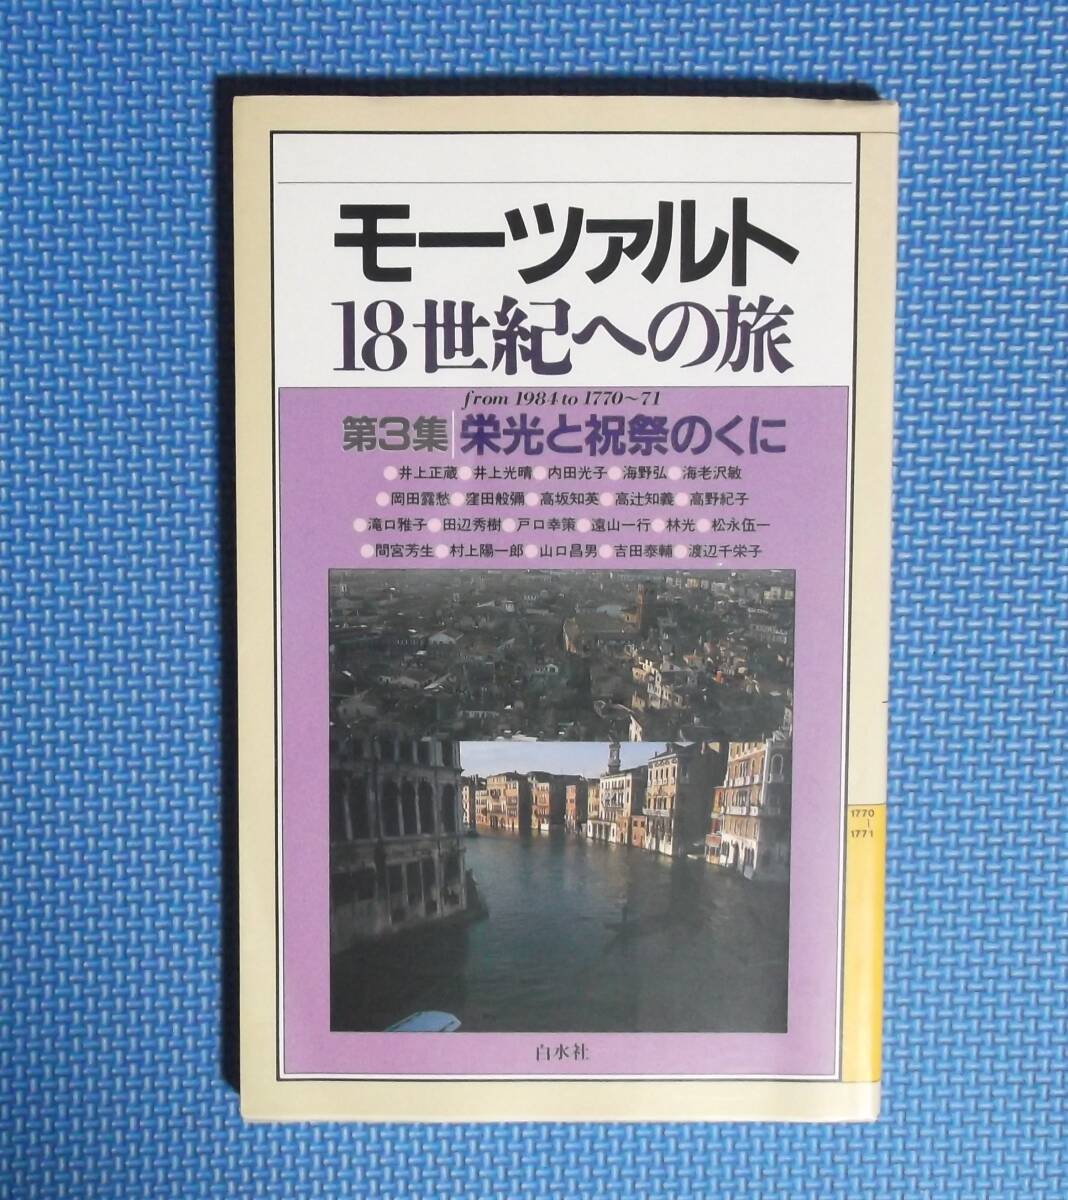 モーツァルト
18世紀への旅
from 1984 to 1770〜71
第3集 栄光と祝祭のくに
●井上正蔵●井上光晴●内田光子●海野弘●海老沢敏
●岡田露愁●窪田般彌●高坂知英●高辻知義●高野紀子
●滝口雅子●田辺秀樹●戸口幸策●遠山一行●林光●松永伍一
●間宮芳生●村上陽一郎●山口昌男●吉田泰輔●渡辺千栄子
1770
〜
1771
白水社